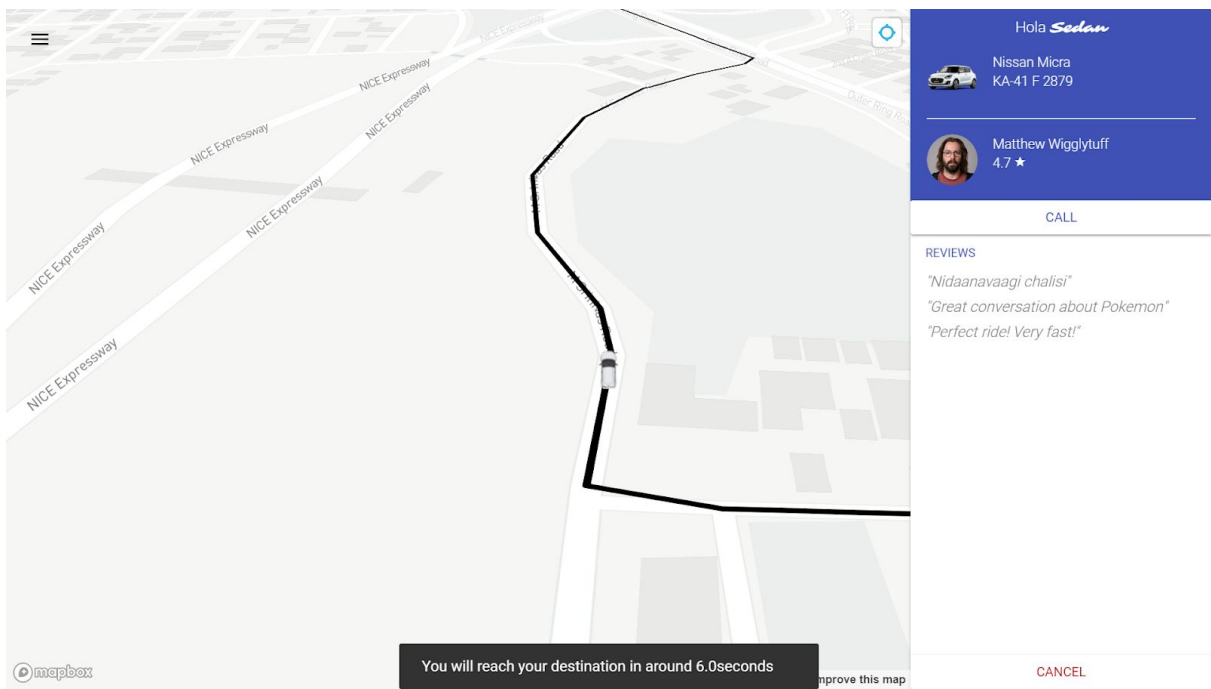 NICE Expressway
NICE Expressway
NICE Expressway
NICE Expressway
NICE Expressway
NICE Expressway
NICE Expressway
Outer Ring Road
mapbox
You will reach your destination in around 6.0seconds
mprove this map
Hola Sedan
Nissan Micra
KA-41 F 2879
Matthew Wigglytuff
4.7 ★
CALL
REVIEWS
"Nidaanavaagi chalisi"
"Great conversation about Pokemon"
"Perfect ride! Very fast!"
CANCEL